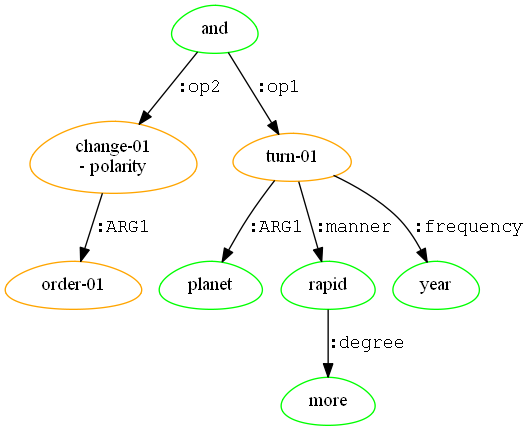 and
:op2
:op1
change-01
- polarity
turn-01
:ARG1
:ARG1
:manner
:frequency
order-01
planet
rapid
year
:degree
more